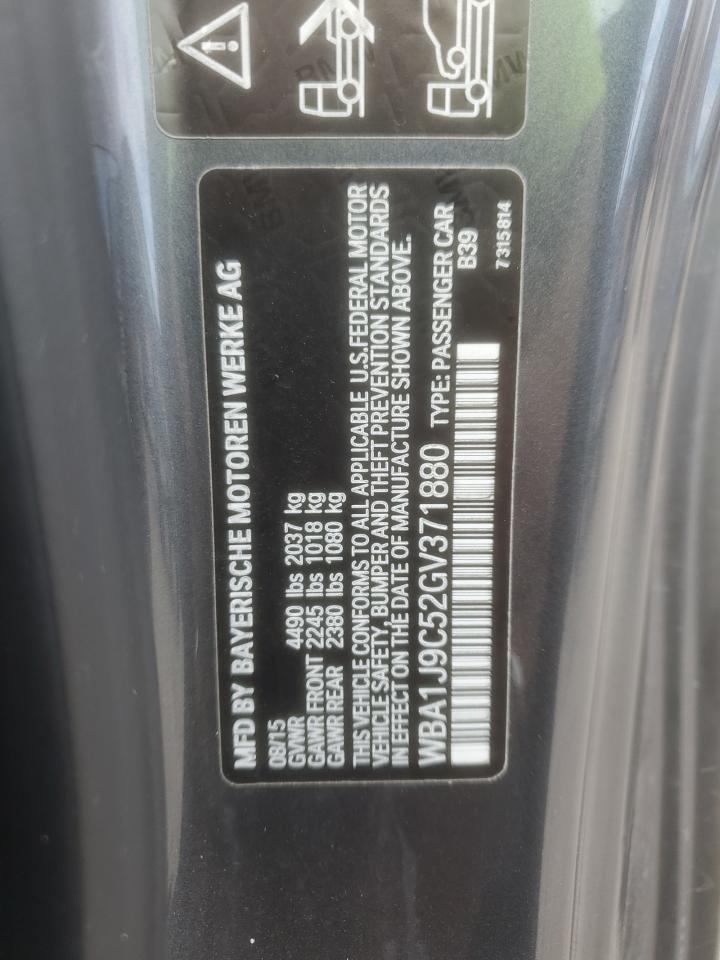 MFD BY BAYERISCHE MOTOREN WERKE AG
08/15
GVWR 4490 lbs 2037 kg
GAWR FRONT 2245 lbs 1018 kg
GAWR REAR 2380 lbs 1080 kg
THIS VEHICLE CONFORMS TO ALL APPLICABLE U.S.FEDERAL MOTOR
VEHICLE SAFETY, BUMPER AND THEFT PREVENTION STANDARDS
IN EFFECT ON THE DATE OF MANUFACTURE SHOWN ABOVE.
WBA1J9C52GV371880 TYPE: PASSENGER CAR
B39
7315814